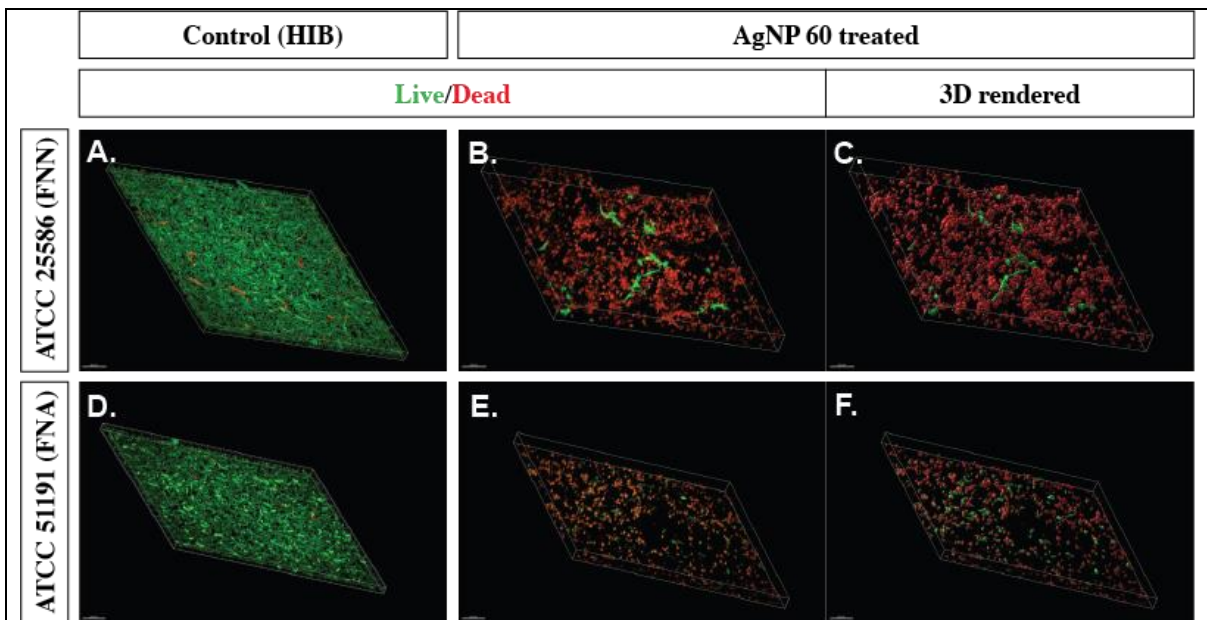 Control (HIB)
AgNP 60 treated
Live/Dead
3D rendered
ATCC 25586 (FNN)
A.
B.
C.
ATCC 51191 (FNA)
D.
E.
F.